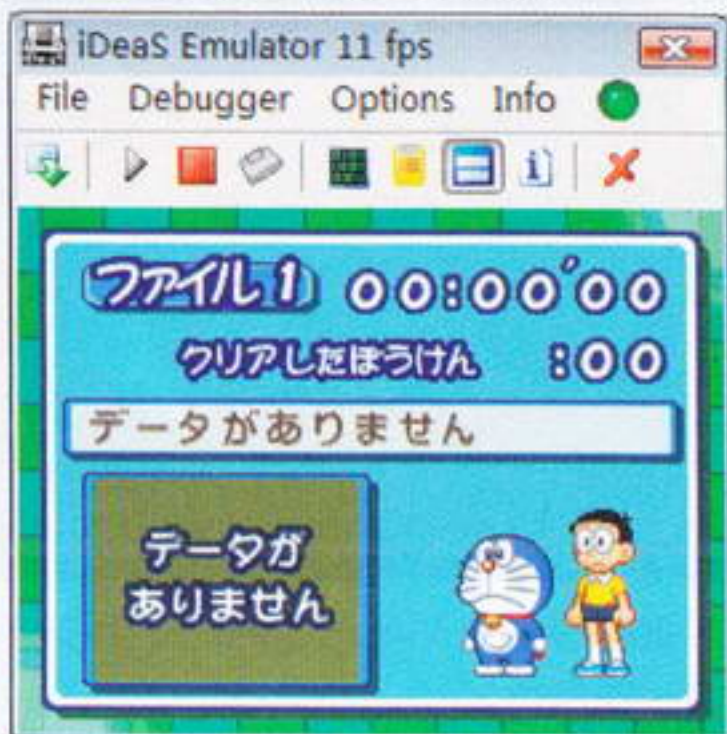 iDeaS Emulator 11 fps
File Debugger Options Info
ファイル 1 00:00'00
クリアしたぼうけん :00
データがありません
データが
ありません